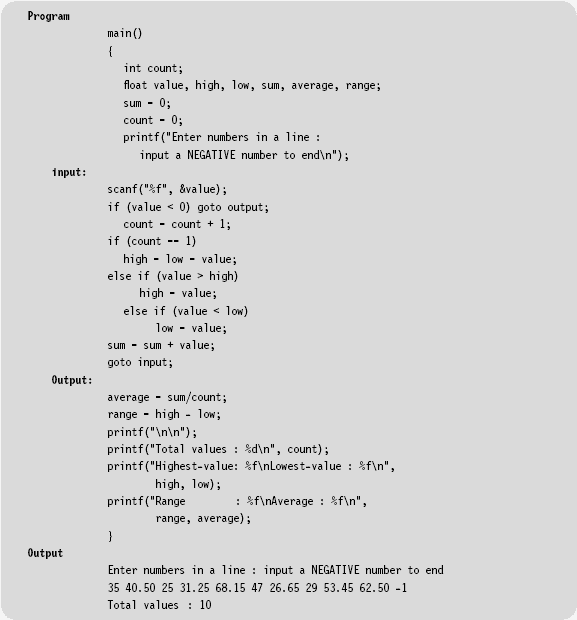 Program
main()
{
int count;
float value, high, low, sum, average, range;
sum = 0;
count = 0;
printf("Enter numbers in a line :
input a NEGATIVE number to end\n");
input:
scanf("%f", &value);
if (value < 0) goto output;
count = count + 1;
if (count == 1)
high = low = value;
else if (value > high)
high = value;
else if (value < low)
low = value;
sum = sum + value;
goto input;
Output:
average = sum/count;
range = high - low;
printf("\n\n");
printf("Total values : %d\n", count);
printf("Highest-value: %f\nLowest-value : %f\n",
high, low);
printf("Range : %f\nAverage : %f\n",
range, average);
}
Output
Enter numbers in a line : input a NEGATIVE number to end
35 40.50 25 31.25 68.15 47 26.65 29 53.45 62.50 -1
Total values : 10